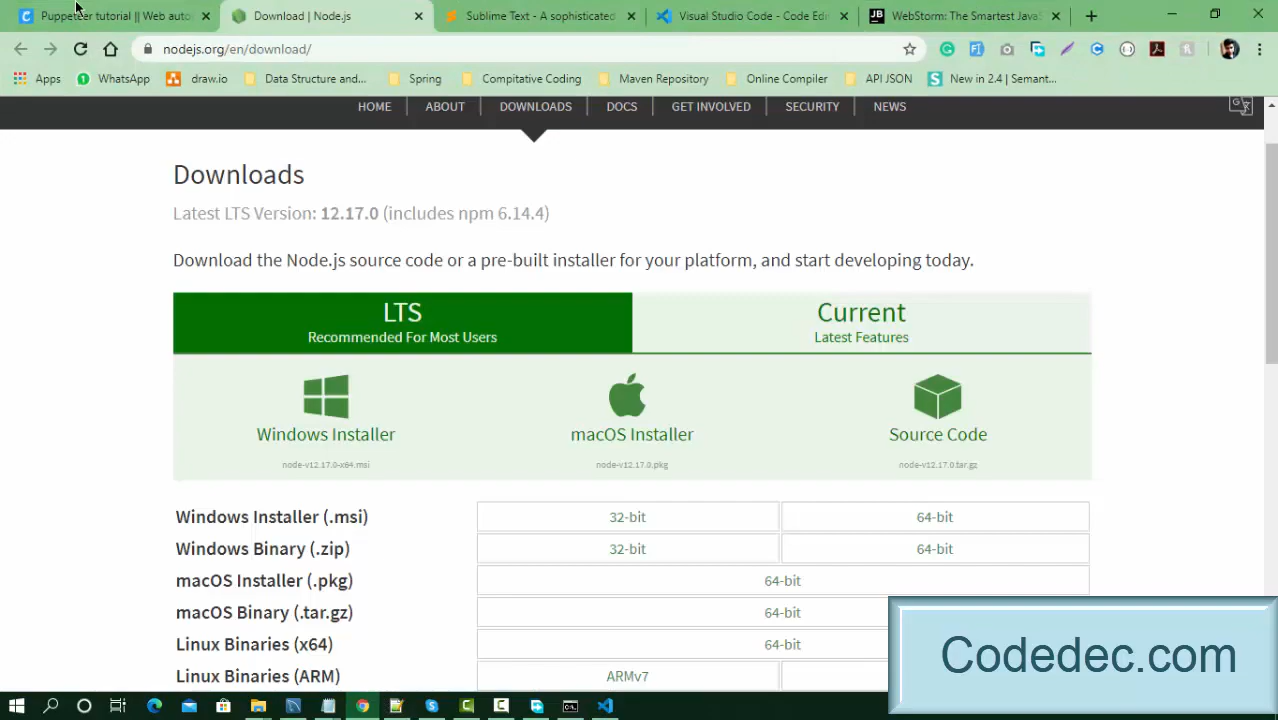 Puppeteer tutorial || Web auto
Download | Node.js
Sublime Text - A sophisticated
Visual Studio Code - Code Edi
WebStorm: The Smartest JavaS
nodejs.org/en/download/
Apps
WhatsApp
draw.io
Data Structure and...
Spring
Compitative Coding
Maven Repository
Online Compiler
API JSON
New in 2.4 | Semant...
HOME
ABOUT
DOWNLOADS
DOCS
GET INVOLVED
SECURITY
NEWS
Downloads
Latest LTS Version: 12.17.0 (includes npm 6.14.4)
Download the Node.js source code or a pre-built installer for your platform, and start developing today.
LTS
Recommended For Most Users
Current
Latest Features
Windows Installer
node-v12.17.0-x64.msi
macOS Installer
node-v12.17.0.pkg
Source Code
node-v12.17.0.tar.gz
Windows Installer (.msi) 32-bit 64-bit
Windows Binary (.zip) 32-bit 64-bit
macOS Installer (.pkg) 64-bit
macOS Binary (.tar.gz) 64-bit
Linux Binaries (x64) 64-bit
Linux Binaries (ARM) ARMv7
Codedec.com